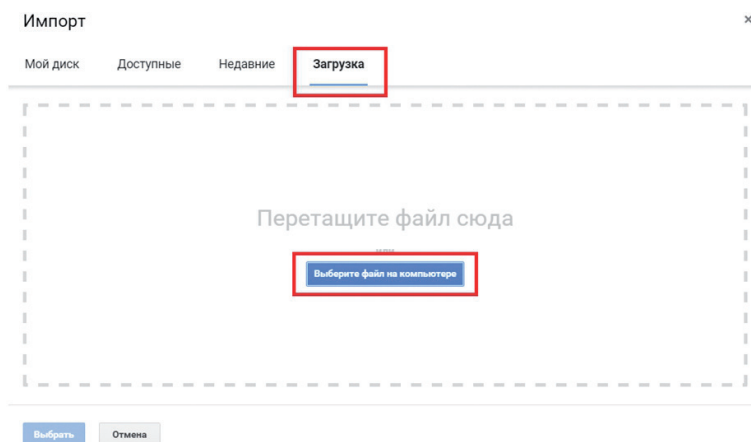 Импорт
×
Мой диск Доступные Недавние Загрузка
Перетащите файл сюда
Выберите файл на компьютере
Выбрать Отмена